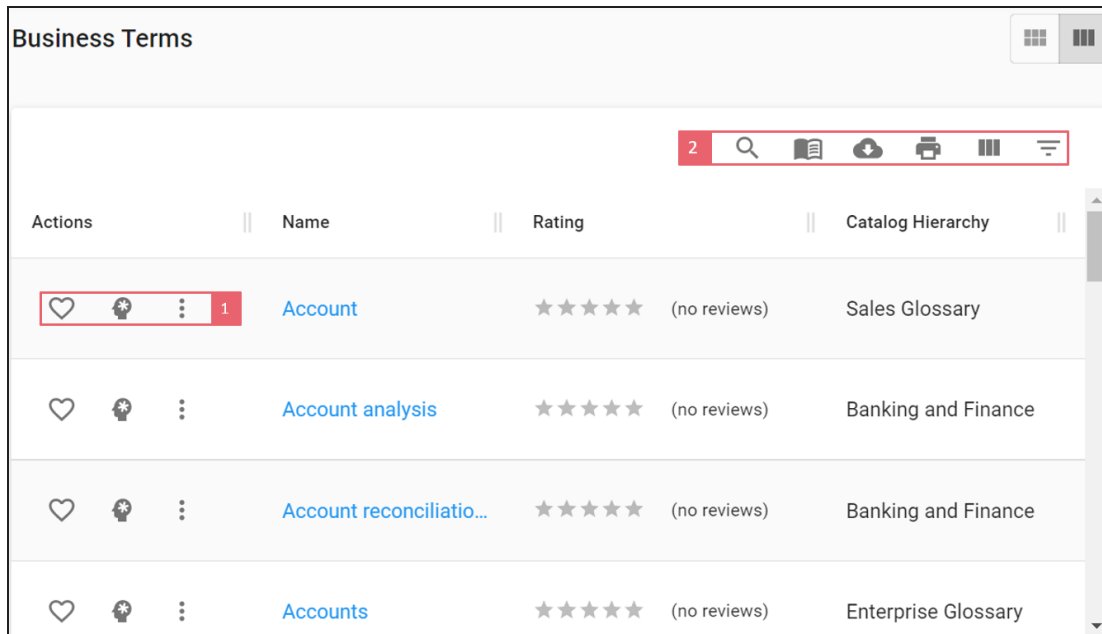 Business Terms
2
Actions Name Rating Catalog Hierarchy
1 Account (no reviews) Sales Glossary
Account analysis (no reviews) Banking and Finance
Account reconciliatio... (no reviews) Banking and Finance
Accounts (no reviews) Enterprise Glossary